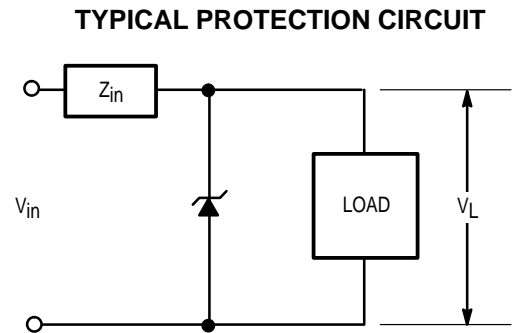 TYPICAL PROTECTION CIRCUIT
Zin
Vin
LOAD
VL